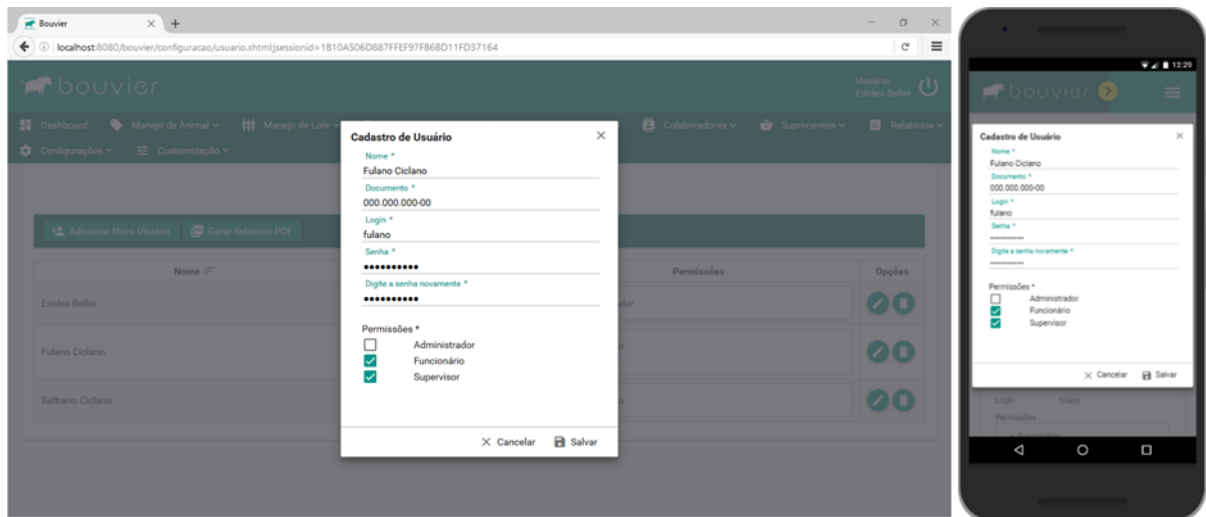 Bouvier
localhost:8080/bouvier/configuracao/usuario.xhtml;jsessionid=1B10A506D887FFEF97FB68D11FD37164
bouvier
Usuário:
Ericles Bellei
Dashboard Manejo de Animal Manejo de Lote Colaboradores Suprimentos Relatórios
Configurações Customização
Adicionar Novo Usuário Gerar Relatório PDF
Nome Permissões Opções
Ericles Bellei
Fulano Ciclano
Beltrano Ciclano
Cadastro de Usuário
Nome *
Fulano Ciclano
Documento *
000.000.000-00
Login *
fulano
Senha *
••••••••••
Digite a senha novamente *
••••••••••
Permissões *
Administrador
Funcionário
Supervisor
Cancelar Salvar
12:29
bouvier
Cadastro de Usuário
Nome *
Fulano Ciclano
Documento *
000.000.000-00
Login *
fulano
Senha *
Digite a senha novamente *
Permissões *
Administrador
Funcionário
Supervisor
Cancelar Salvar
Login fulano
Permissões